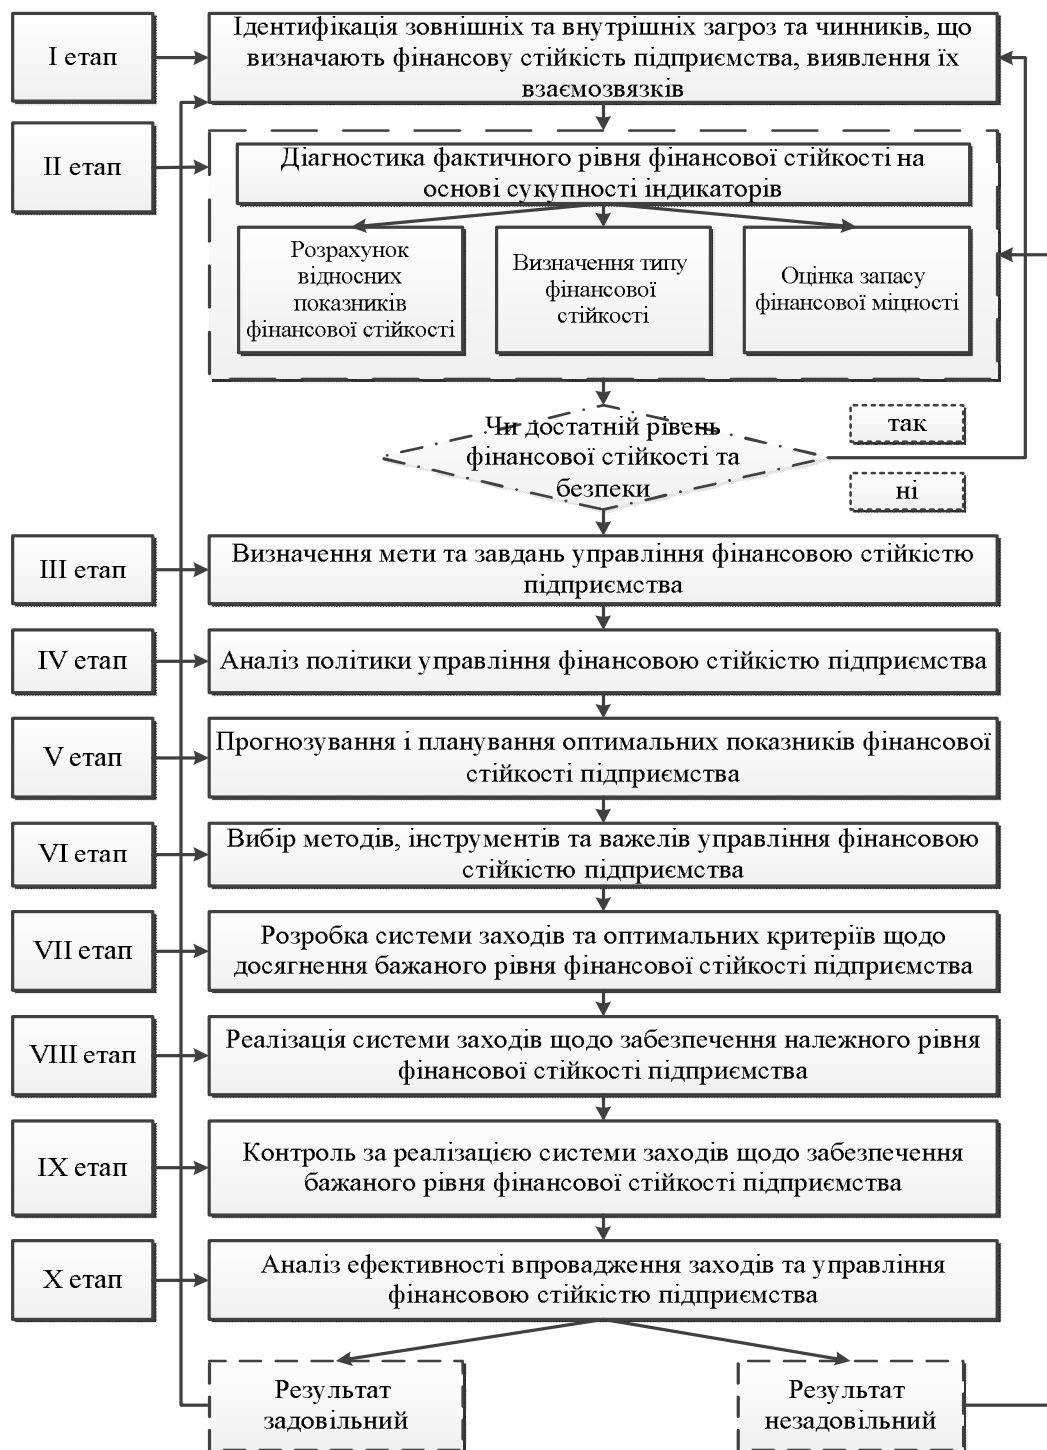 І етап
Ідентифікація зовнішніх та внутрішніх загроз та чинників, що
визначають фінансову стійкість підприємства, виявлення їх
взаємозвязків
ІІ етап
Діагностика фактичного рівня фінансової стійкості на
основі сукупності індикаторів
Розрахунок
відносних
показників
фінансової стійкості
Визначення типу
фінансової
стійкості
Оцінка запасу
фінансової міцності
Чи достатній рівень
фінансової стійкості та
безпеки
так
ні
ІІІ етап
Визначення мети та завдань управління фінансовою стійкістю
підприємства
IV етап
Аналіз політики управління фінансовою стійкістю підприємства
V етап
Прогнозування і планування оптимальних показників фінансової
стійкості підприємства
VI етап
Вибір методів, інструментів та важелів управління фінансовою
стійкістю підприємства
VII етап
Розробка системи заходів та оптимальних критеріїв щодо
досягнення бажаного рівня фінансової стійкості підприємства
VIII етап
Реалізація системи заходів щодо забезпечення належного рівня
фінансової стійкості підприємства
IX етап
Контроль за реалізацією системи заходів щодо забезпечення
бажаного рівня фінансової стійкості підприємства
X етап
Аналіз ефективності впровадження заходів та управління
фінансовою стійкістю підприємства
Результат
задовільний
Результат
незадовільний